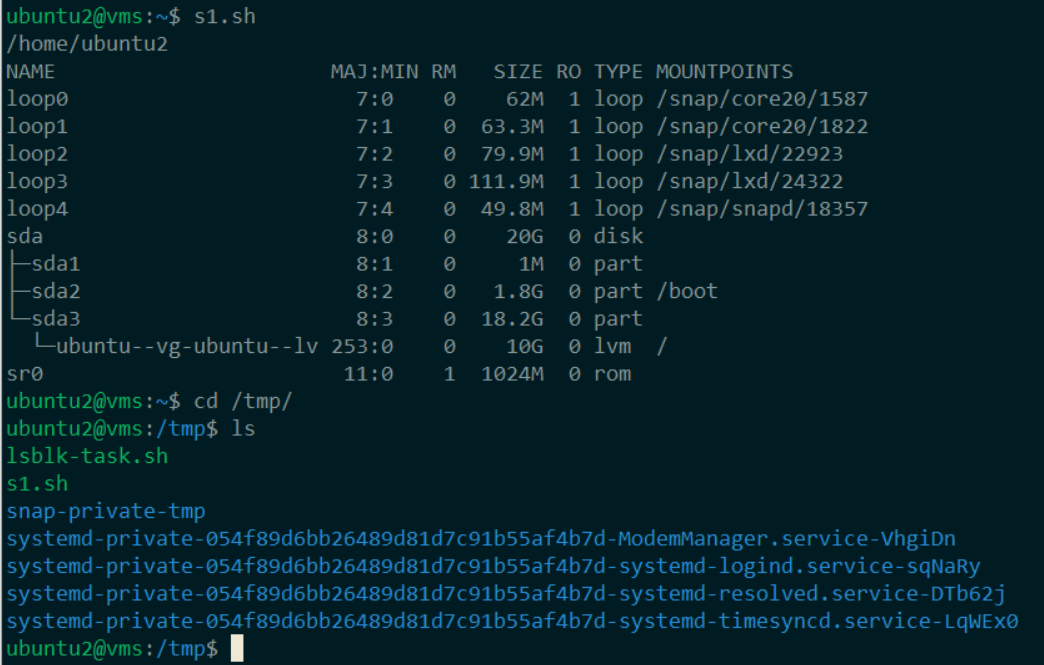 ubuntu2@vms:~$ s1.sh
/home/ubuntu2
NAME                      MAJ:MIN RM   SIZE RO TYPE MOUNTPOINTS
loop0                       7:0    0    62M  1 loop /snap/core20/1587
loop1                       7:1    0  63.3M  1 loop /snap/core20/1822
loop2                       7:2    0  79.9M  1 loop /snap/lxd/22923
loop3                       7:3    0 111.9M  1 loop /snap/lxd/24322
loop4                       7:4    0  49.8M  1 loop /snap/snapd/18357
sda                         8:0    0    20G  0 disk
├─sda1                      8:1    0     1M  0 part
├─sda2                      8:2    0   1.8G  0 part /boot
└─sda3                      8:3    0  18.2G  0 part
  └─ubuntu--vg-ubuntu--lv 253:0    0    10G  0 lvm  /
sr0                        11:0    1  1024M  0 rom
ubuntu2@vms:~$ cd /tmp/
ubuntu2@vms:/tmp$ ls
lsblk-task.sh
s1.sh
snap-private-tmp
systemd-private-054f89d6bb26489d81d7c91b55af4b7d-ModemManager.service-VhgiDn
systemd-private-054f89d6bb26489d81d7c91b55af4b7d-systemd-logind.service-sqNaRy
systemd-private-054f89d6bb26489d81d7c91b55af4b7d-systemd-resolved.service-DTb62j
systemd-private-054f89d6bb26489d81d7c91b55af4b7d-systemd-timesyncd.service-LqWEx0
ubuntu2@vms:/tmp$